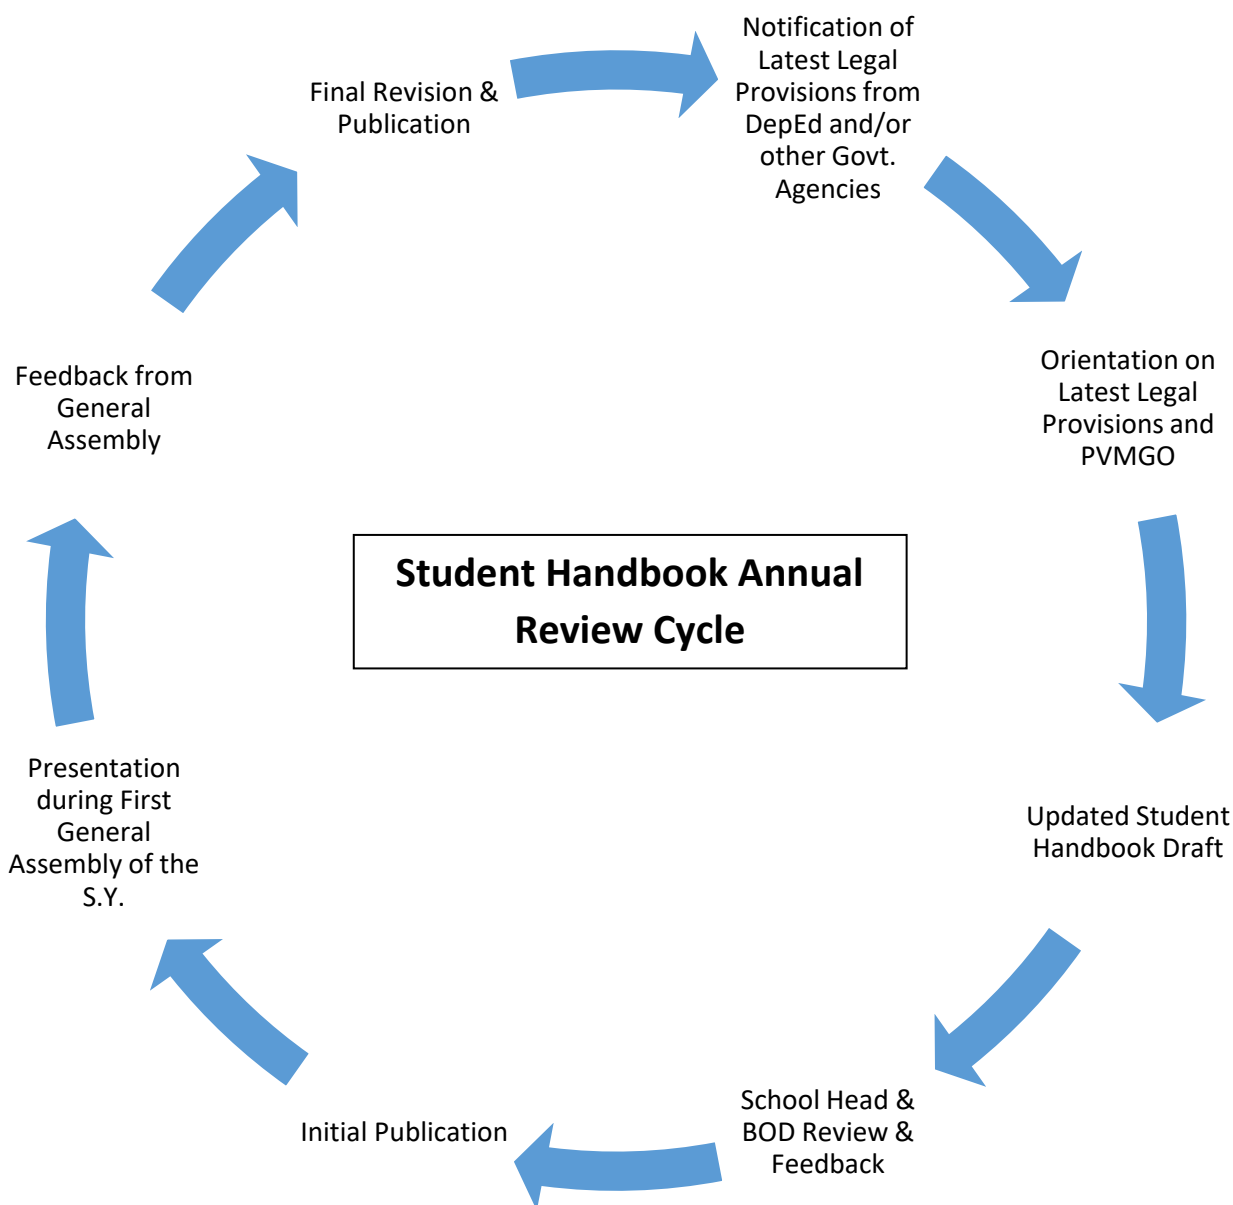 Notification of
Latest Legal
Provisions from
DepEd and/or
other Govt.
Agencies
Orientation on
Latest Legal
Provisions and
PVMGO
Updated Student
Handbook Draft
School Head &
BOD Review &
Feedback
Initial Publication
Presentation
during First
General
Assembly of the
S.Y.
Feedback from
General
Assembly
Final Revision &
Publication
Student Handbook Annual
Review Cycle